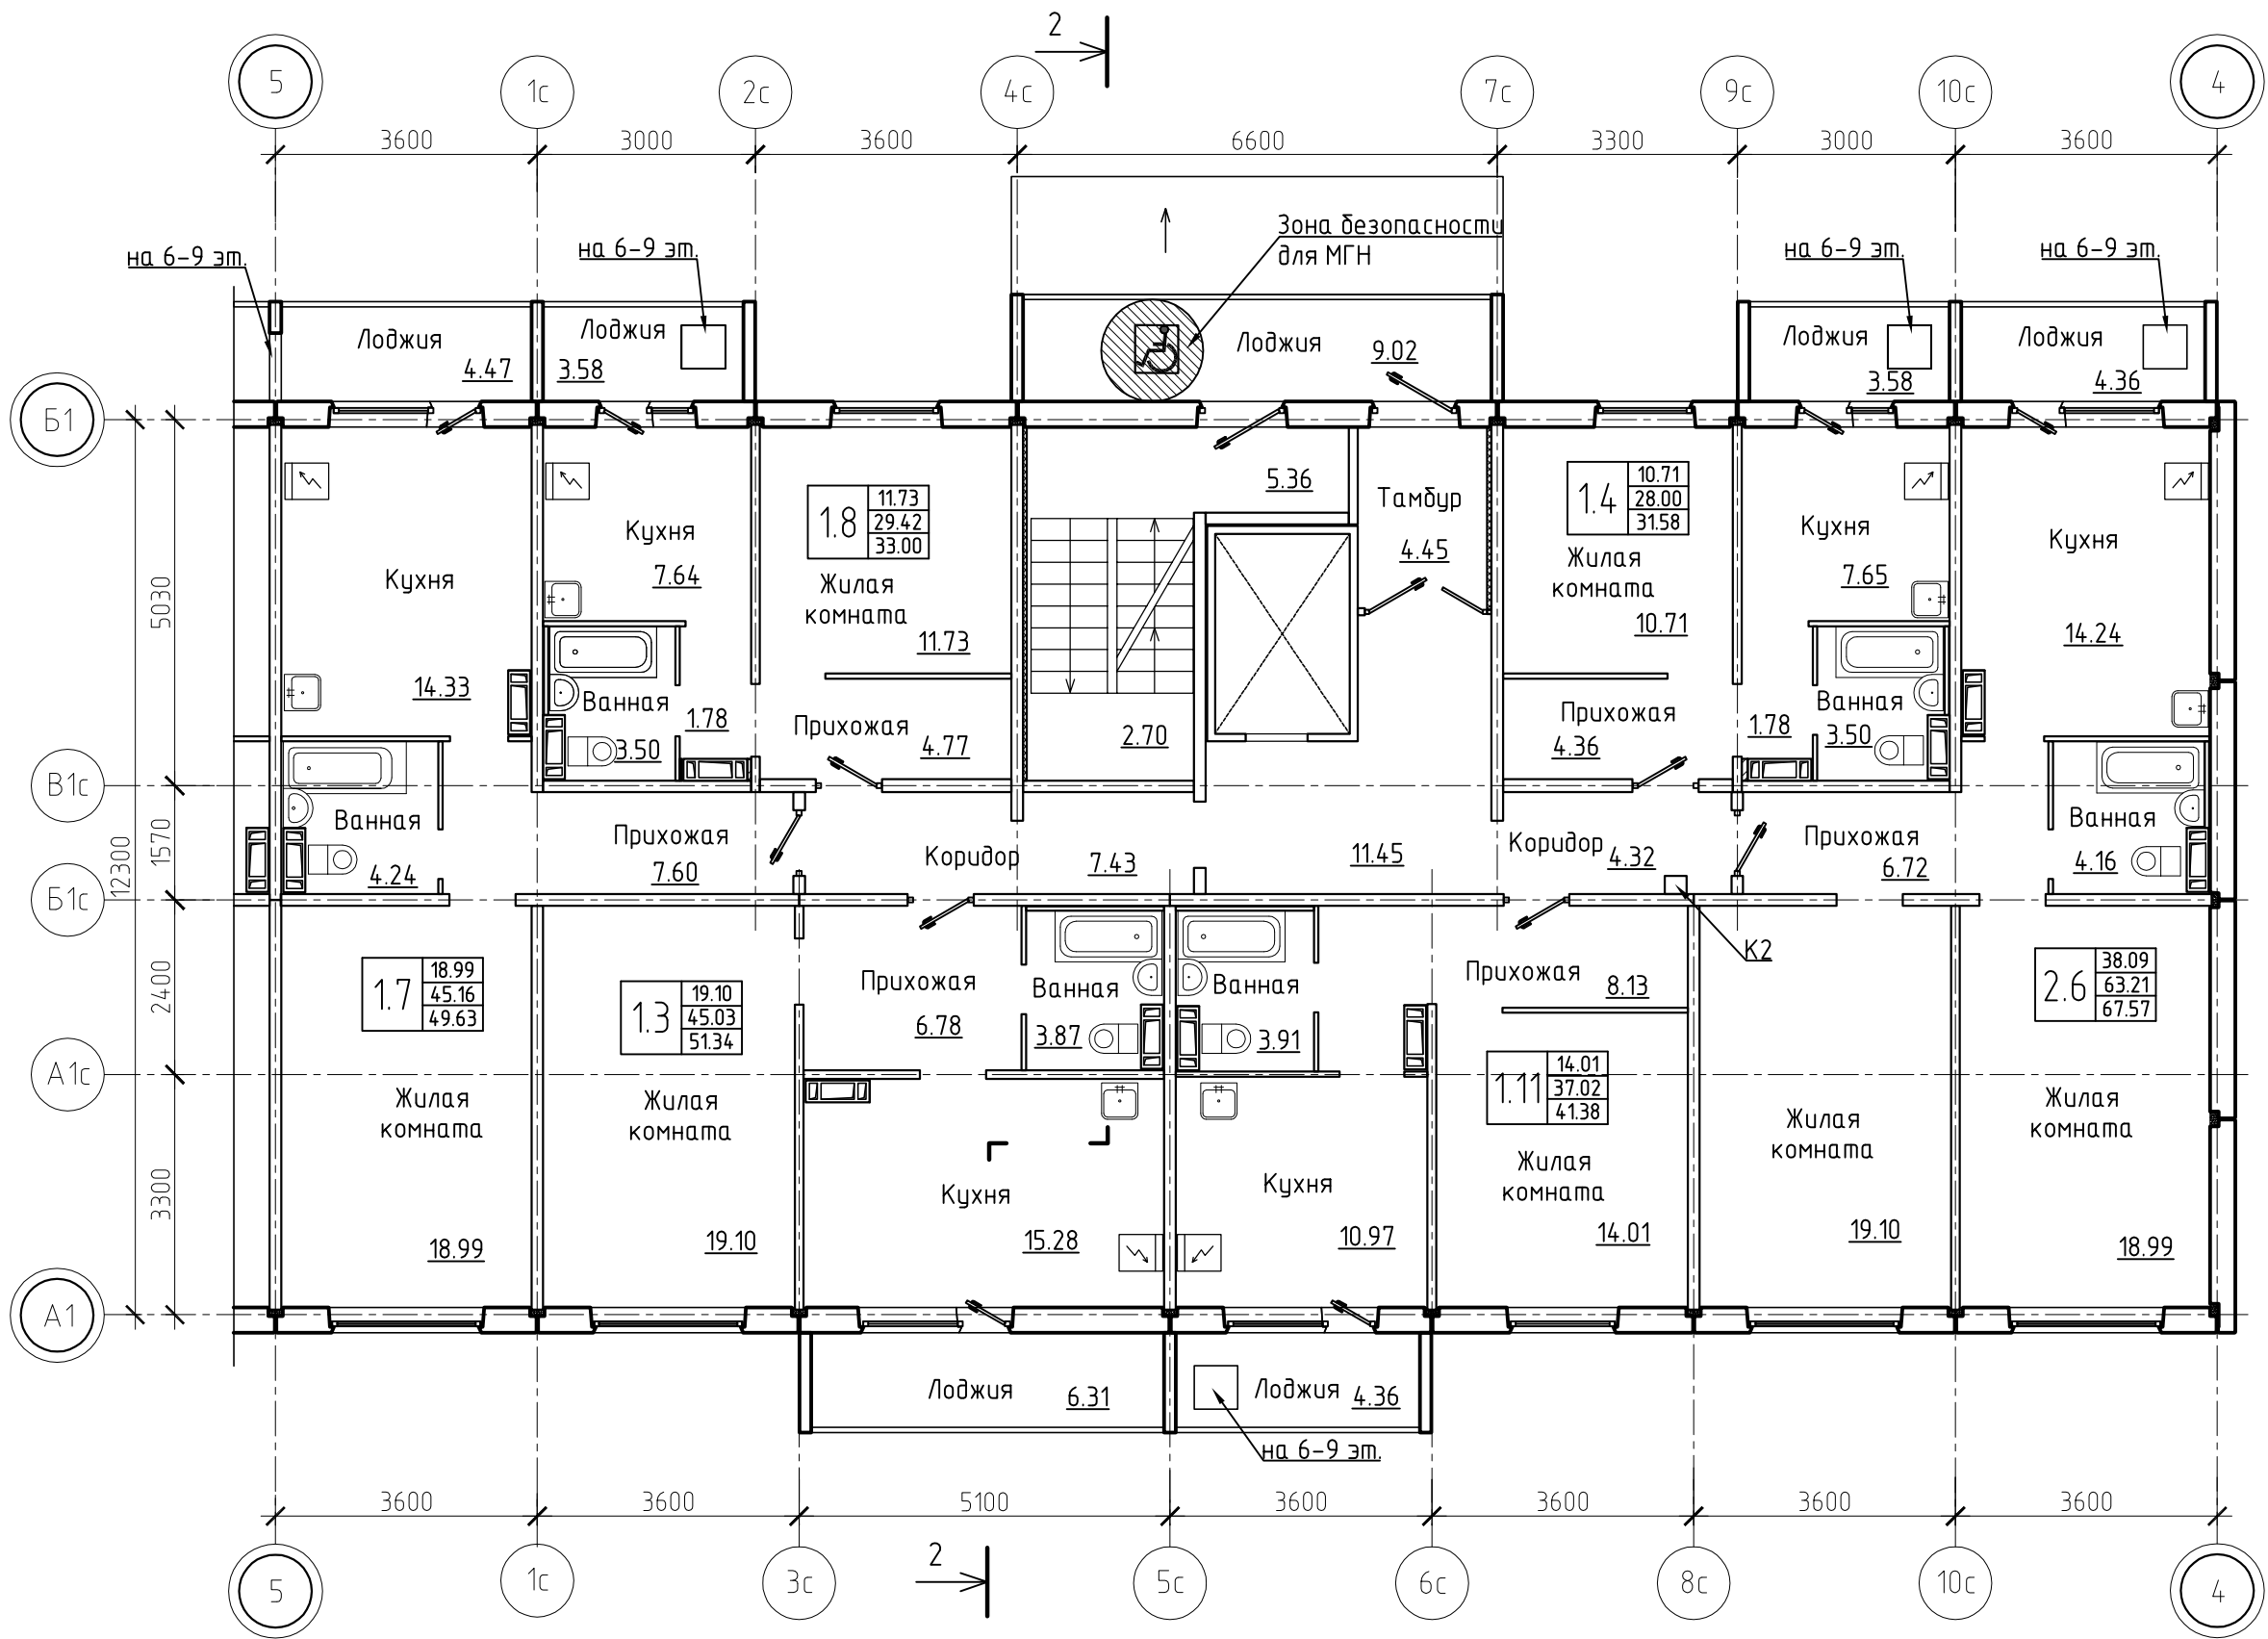 2
5
1с
2с
4с
7с
9с
10с
4
3600
3000
3600
6600
3300
3000
3600
на 6-9 эт.
на 6-9 эт.
Зона безопасности
для МГН
на 6-9 эт.
на 6-9 эт.
Лоджия
4.47
Лоджия
3.58
Лоджия
9.02
Лоджия
3.58
Лоджия
4.36
Б1
В1с
Б1с
А1с
А1
5030
1570
12300
2400
3300
Кухня
14.33
Кухня
7.64
1.8
11.73
29.42
33.00
Жилая
комната
11.73
5.36
Тамбур
4.45
1.4
10.71
28.00
31.58
Жилая
комната
10.71
Кухня
7.65
Кухня
14.24
Ванная
3.50
1.78
Прихожая
4.77
2.70
Прихожая
4.36
1.78
Ванная
3.50
Ванная
4.24
Прихожая
7.60
Коридор
7.43
11.45
Коридор
4.32
Прихожая
6.72
Ванная
4.16
К2
1.7
18.99
45.16
49.63
1.3
19.10
45.03
51.34
Прихожая
6.78
Ванная
3.87
Ванная
3.91
Прихожая
8.13
2.6
38.09
63.21
67.57
1.11
14.01
37.02
41.38
Жилая
комната
18.99
Жилая
комната
19.10
Кухня
15.28
Кухня
10.97
Жилая
комната
14.01
Жилая
комната
19.10
Жилая
комната
18.99
Лоджия
6.31
Лоджия
4.36
на 6-9 эт.
3600
3600
5100
3600
3600
3600
3600
2
5
1с
3с
5с
6с
8с
10с
4